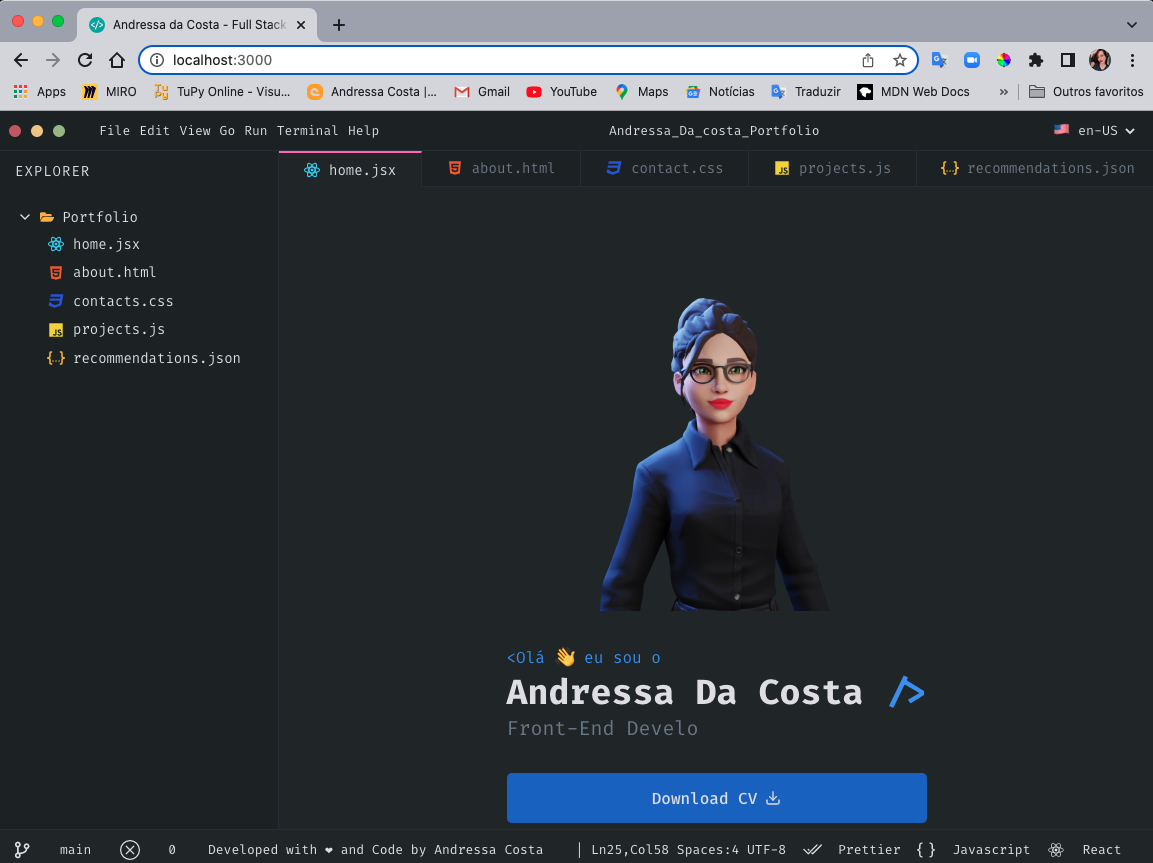 Andressa da Costa - Full Stack
localhost:3000
Apps MIRO TuPy Online - Visu... Andressa Costa |... Gmail YouTube Maps Notícias Traduzir MDN Web Docs » Outros favoritos
File Edit View Go Run Terminal Help Andressa_Da_costa_Portfolio en-US
EXPLORER
home.jsx about.html contact.css projects.js recommendations.json
Portfolio
home.jsx
about.html
contacts.css
JS projects.js
{..} recommendations.json
<Olá 👋 eu sou o
Andressa Da Costa />
Front-End Develo
Download CV
main 0 Developed with ❤ and Code by Andressa Costa | Ln25,Col58 Spaces:4 UTF-8 Prettier { } Javascript React